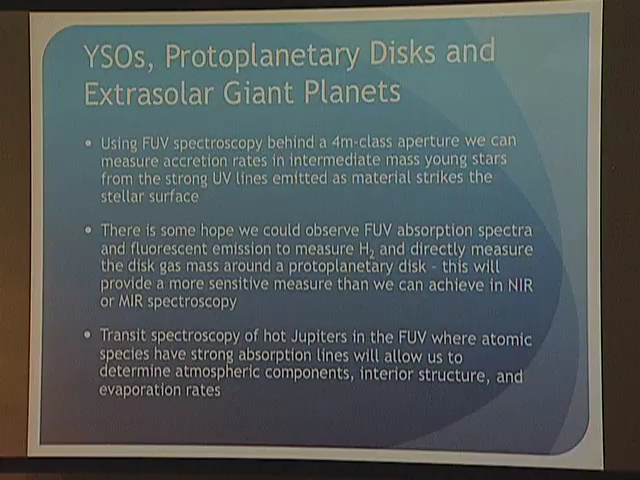 YSOs, Protoplanetary Disks and
Extrasolar Giant Planets
• Using FUV spectroscopy behind a 4m-class aperture we can
measure accretion rates in intermediate mass young stars
from the strong UV lines emitted as material strikes the
stellar surface
• There is some hope we could observe FUV absorption spectra
and fluorescent emission to measure H₂ and directly measure
the disk gas mass around a protoplanetary disk - this will
provide a more sensitive measure than we can achieve in NIR
or MIR spectroscopy
• Transit spectroscopy of hot Jupiters in the FUV where atomic
species have strong absorption lines will allow us to
determine atmospheric components, interior structure, and
evaporation rates